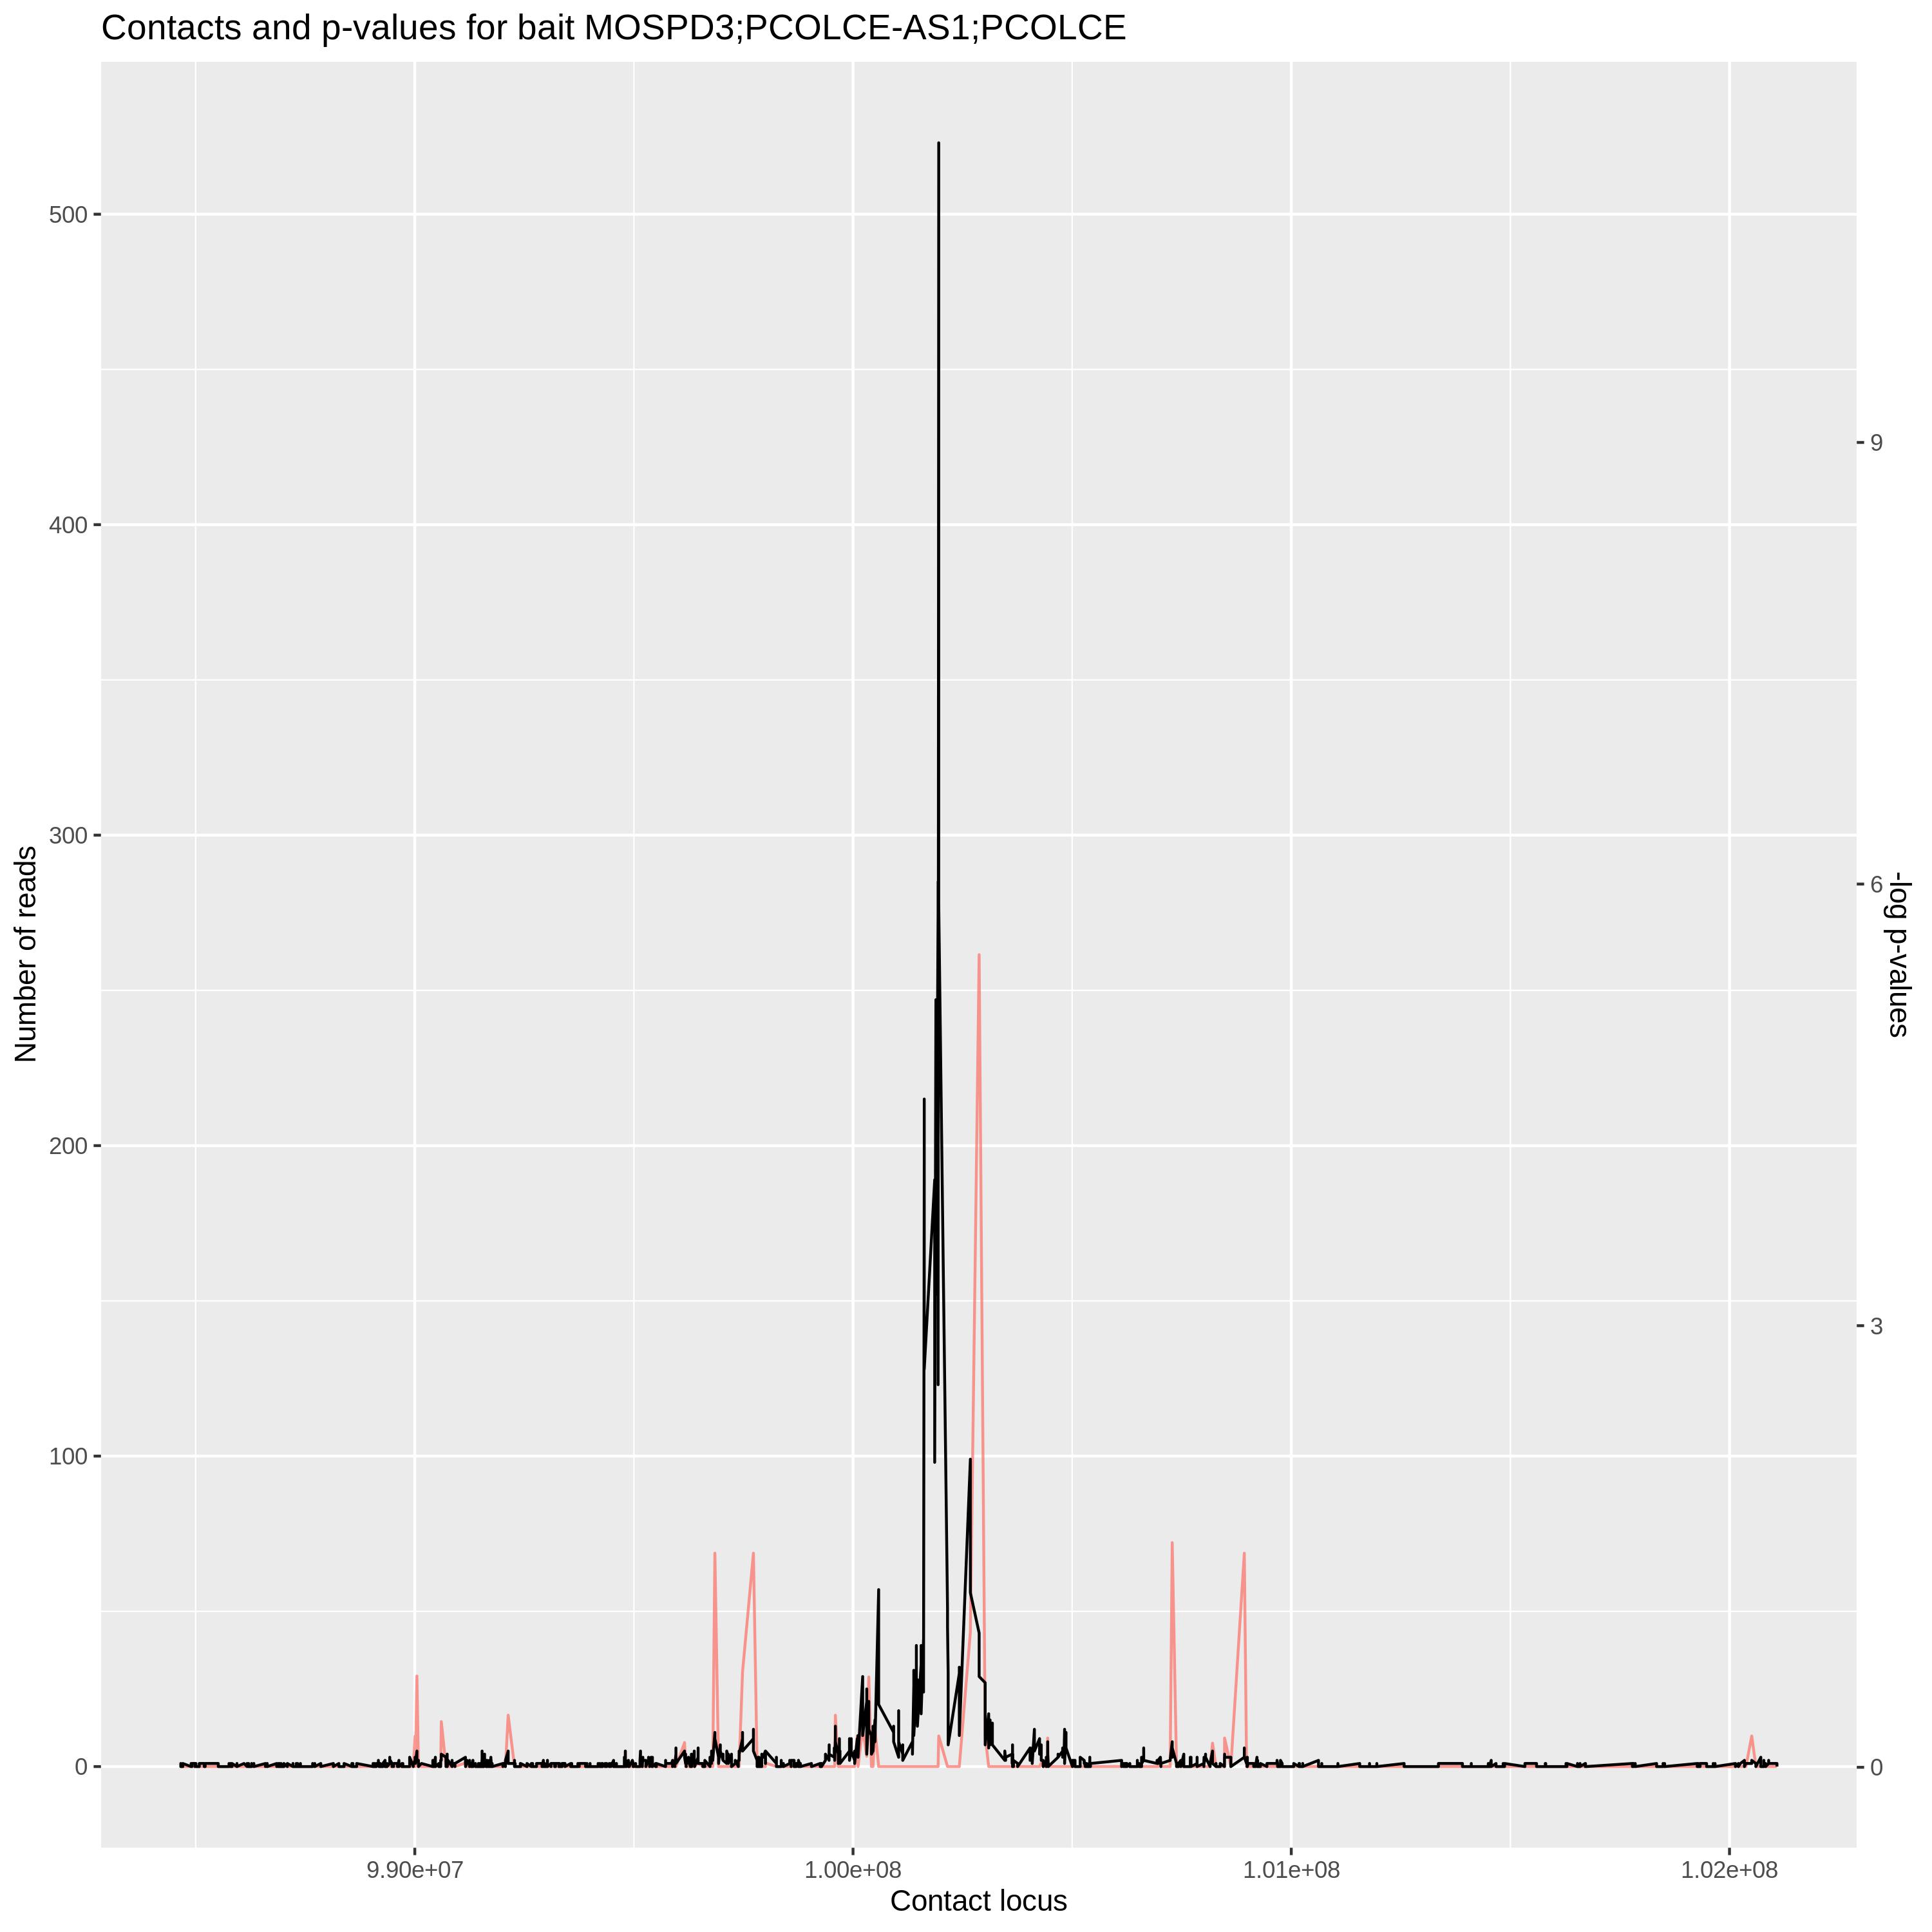 Contacts and p-values for bait MOSPD3;PCOLCE-AS1;PCOLCE
500
400
300
200
100
0
Number of reads
9
6
3
0
-log p-values
9.90e+07 1.00e+08 1.01e+08 1.02e+08
Contact locus